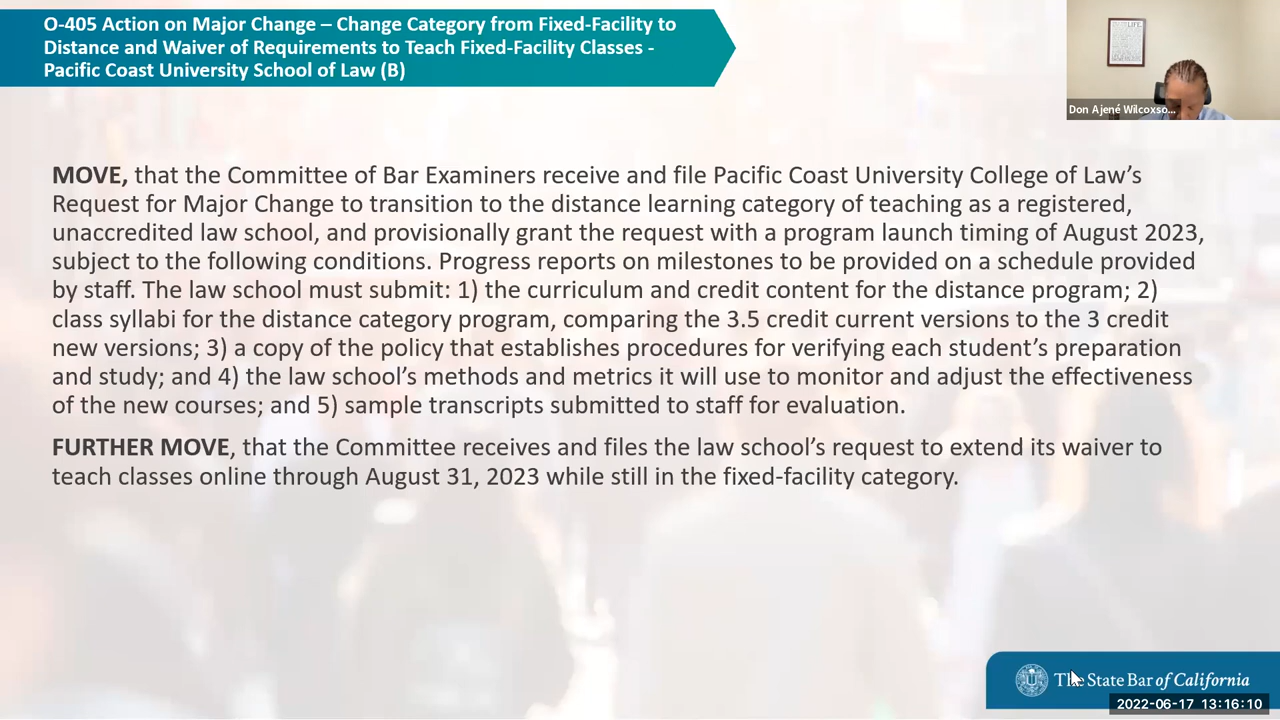 O-405 Action on Major Change – Change Category from Fixed-Facility to
Distance and Waiver of Requirements to Teach Fixed-Facility Classes -
Pacific Coast University School of Law (B)
LIFE.
Don Ajené Wilcoxso...
MOVE, that the Committee of Bar Examiners receive and file Pacific Coast University College of Law’s
Request for Major Change to transition to the distance learning category of teaching as a registered,
unaccredited law school, and provisionally grant the request with a program launch timing of August 2023,
subject to the following conditions. Progress reports on milestones to be provided on a schedule provided
by staff. The law school must submit: 1) the curriculum and credit content for the distance program; 2)
class syllabi for the distance category program, comparing the 3.5 credit current versions to the 3 credit
new versions; 3) a copy of the policy that establishes procedures for verifying each student’s preparation
and study; and 4) the law school’s methods and metrics it will use to monitor and adjust the effectiveness
of the new courses; and 5) sample transcripts submitted to staff for evaluation.
FURTHER MOVE, that the Committee receives and files the law school’s request to extend its waiver to
teach classes online through August 31, 2023 while still in the fixed-facility category.
The State Bar of California
2022-06-17 13:16:10